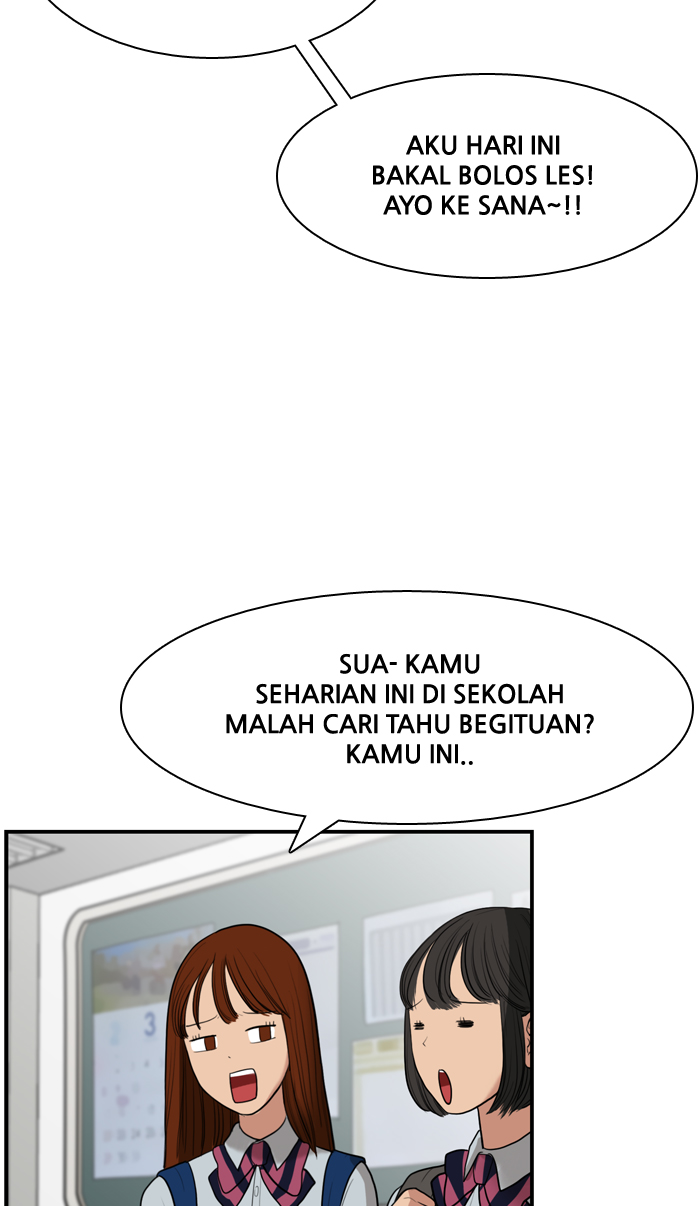 AKU HARI INI
BAKAL BOLOS LES!
AYO KE SANA~!!
SUA- KAMU
SEHARIAN INI DI SEKOLAH
MALAH CARI TAHU BEGITUAN?
KAMU INI..
3